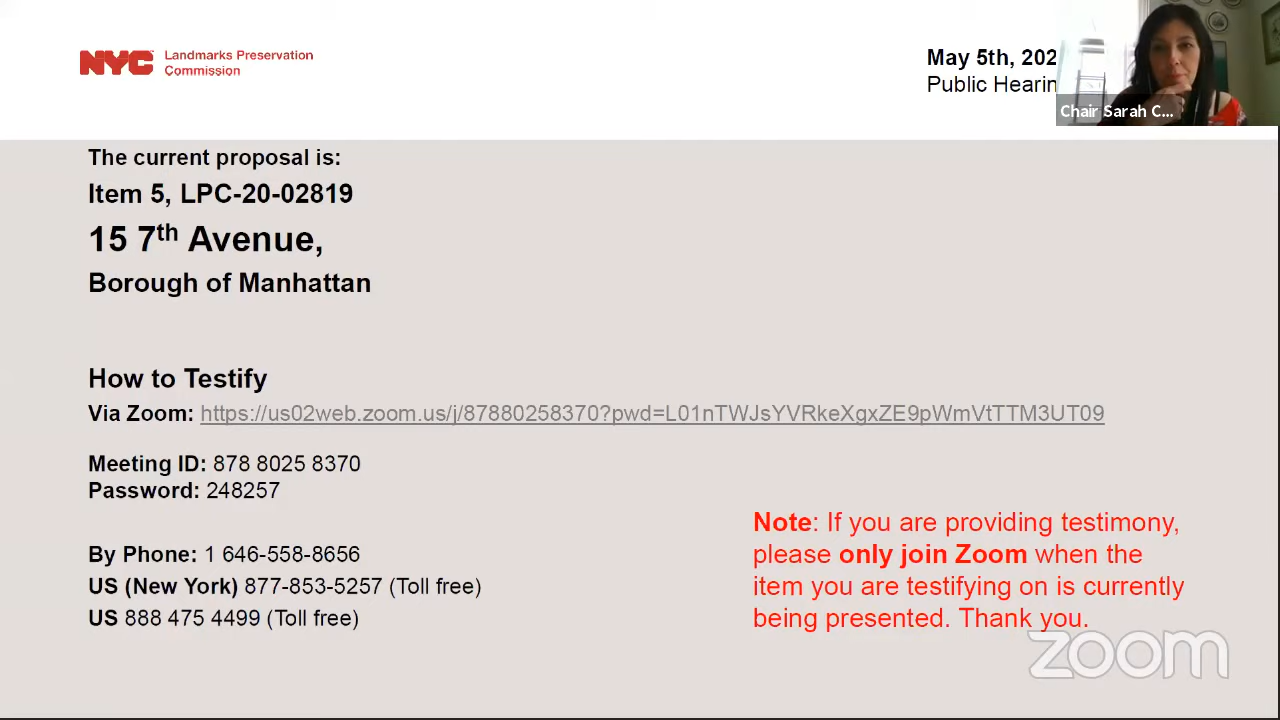 NYC Landmarks Preservation
Commission
May 5th, 202
Public Hearin
Chair Sarah C...
The current proposal is:
Item 5, LPC-20-02819
15 7th Avenue,
Borough of Manhattan
How to Testify
Via Zoom: https://us02web.zoom.us/j/87880258370?pwd=L01nTWJsYVRkeXgxZE9pWmVtTTM3UT09
Meeting ID: 878 8025 8370
Password: 248257
By Phone: 1 646-558-8656
US (New York) 877-853-5257 (Toll free)
US 888 475 4499 (Toll free)
Note: If you are providing testimony,
please only join Zoom when the
item you are testifying on is currently
being presented. Thank you.
zoom